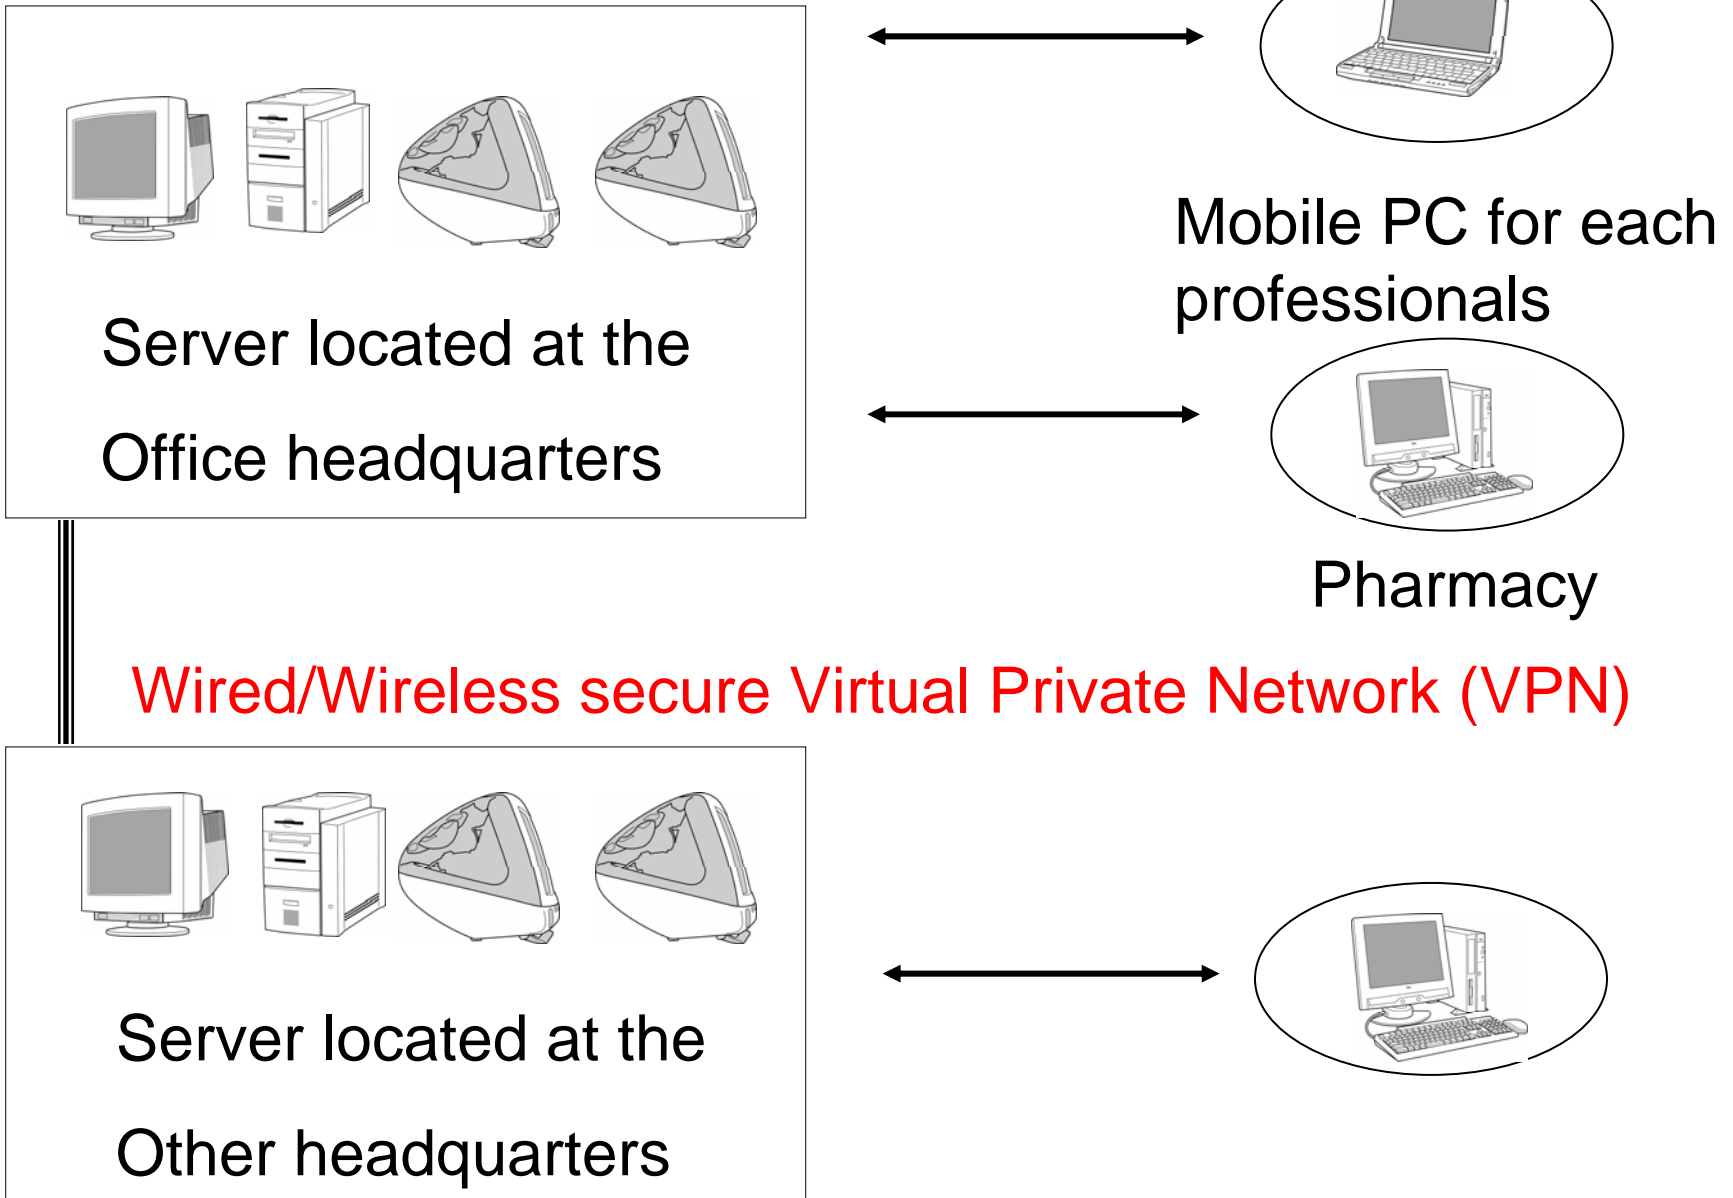 Mobile PC for each
professionals
Server located at the
Office headquarters
Pharmacy
Wired/Wireless secure Virtual Private Network (VPN)
Server located at the
Other headquarters